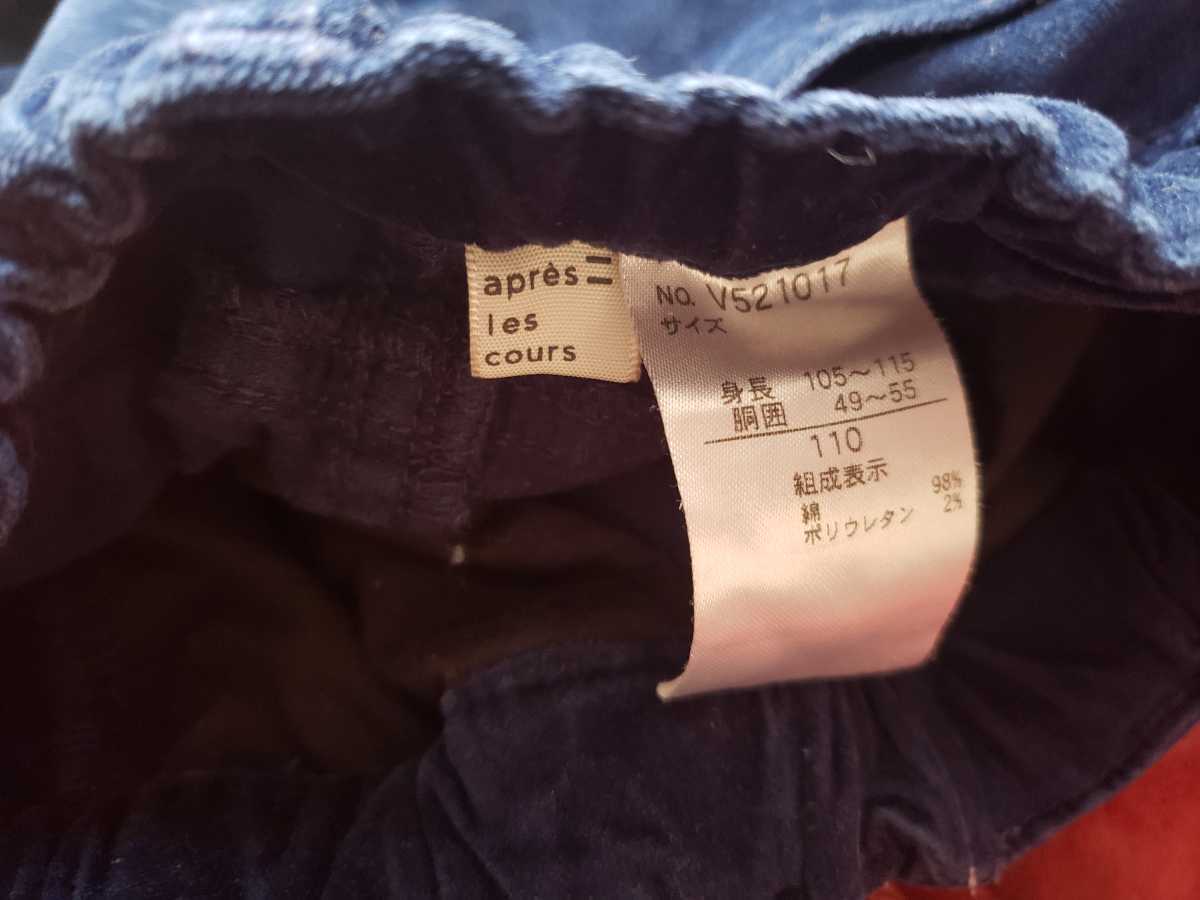 après
les
cours
NO. V521017
サイズ
身長 105～115
胴囲 49～55
110
組成表示
綿 98%
ポリウレタン 2%